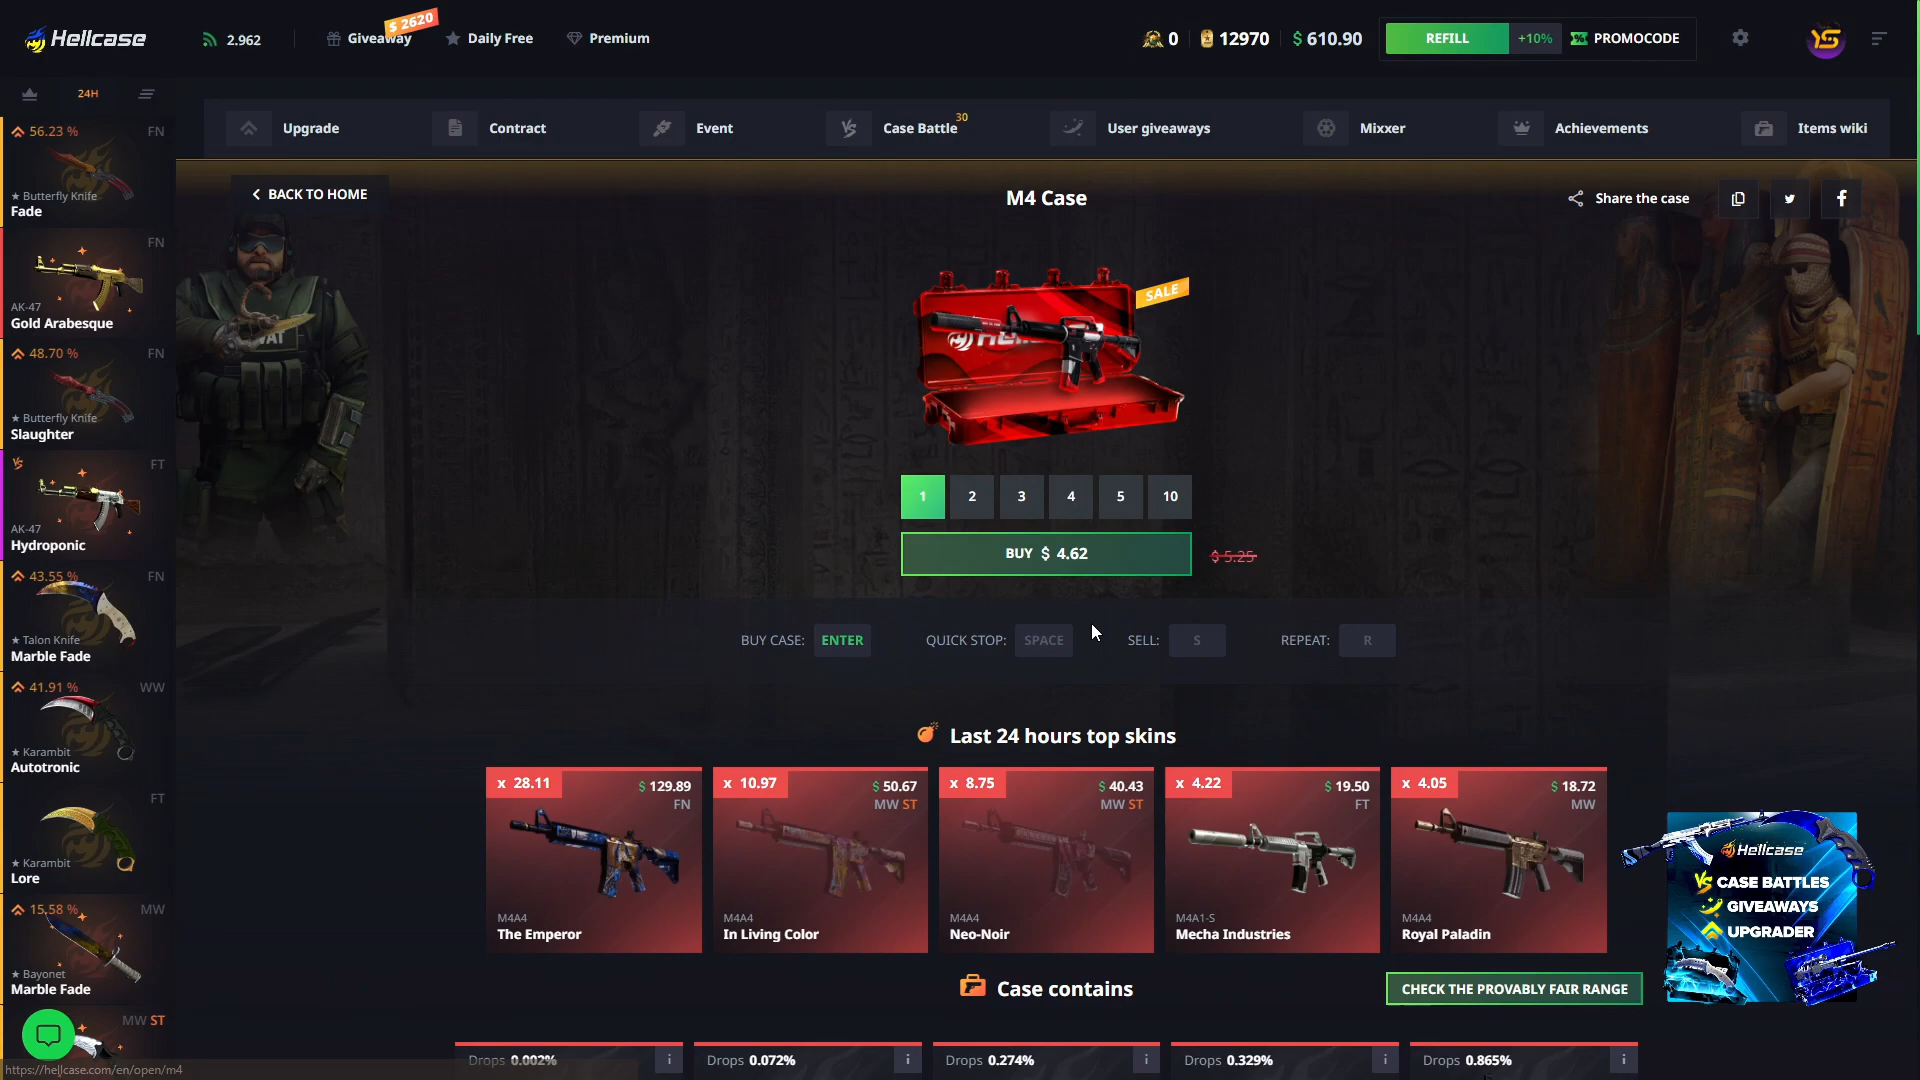 Hellcase
2.962
Giveaway
$ 2620
Daily Free
Premium
0
12970
$ 610.90
REFILL
+10%
PROMOCODE
YS
24H
Upgrade
Contract
Event
Case Battle
30
User giveaways
Mixxer
Achievements
Items wiki
56.23 %
FN
★ Butterfly Knife
Fade
FN
AK-47
Gold Arabesque
48.70 %
FN
★ Butterfly Knife
Slaughter
FT
AK-47
Hydroponic
43.55 %
FN
★ Talon Knife
Marble Fade
41.91 %
WW
★ Karambit
Autotronic
FT
★ Karambit
Lore
15.58 %
MW
★ Bayonet
Marble Fade
MW ST
BACK TO HOME
M4 Case
Share the case
SALE
1
2
3
4
5
10
BUY $ 4.62
$ 5.25
BUY CASE: ENTER
QUICK STOP: SPACE
SELL: S
REPEAT: R
Last 24 hours top skins
x 28.11
$ 129.89
FN
M4A4
The Emperor
x 10.97
$ 50.67
MW ST
M4A4
In Living Color
x 8.75
$ 40.43
MW ST
M4A4
Neo-Noir
x 4.22
$ 19.50
FT
M4A1-S
Mecha Industries
x 4.05
$ 18.72
MW
M4A4
Royal Paladin
Hellcase
VS CASE BATTLES
GIVEAWAYS
UPGRADER
Case contains
CHECK THE PROVABLY FAIR RANGE
Drops 0.002%
i
Drops 0.072%
i
Drops 0.274%
i
Drops 0.329%
i
Drops 0.865%
i
https://hellcase.com/en/open/m4